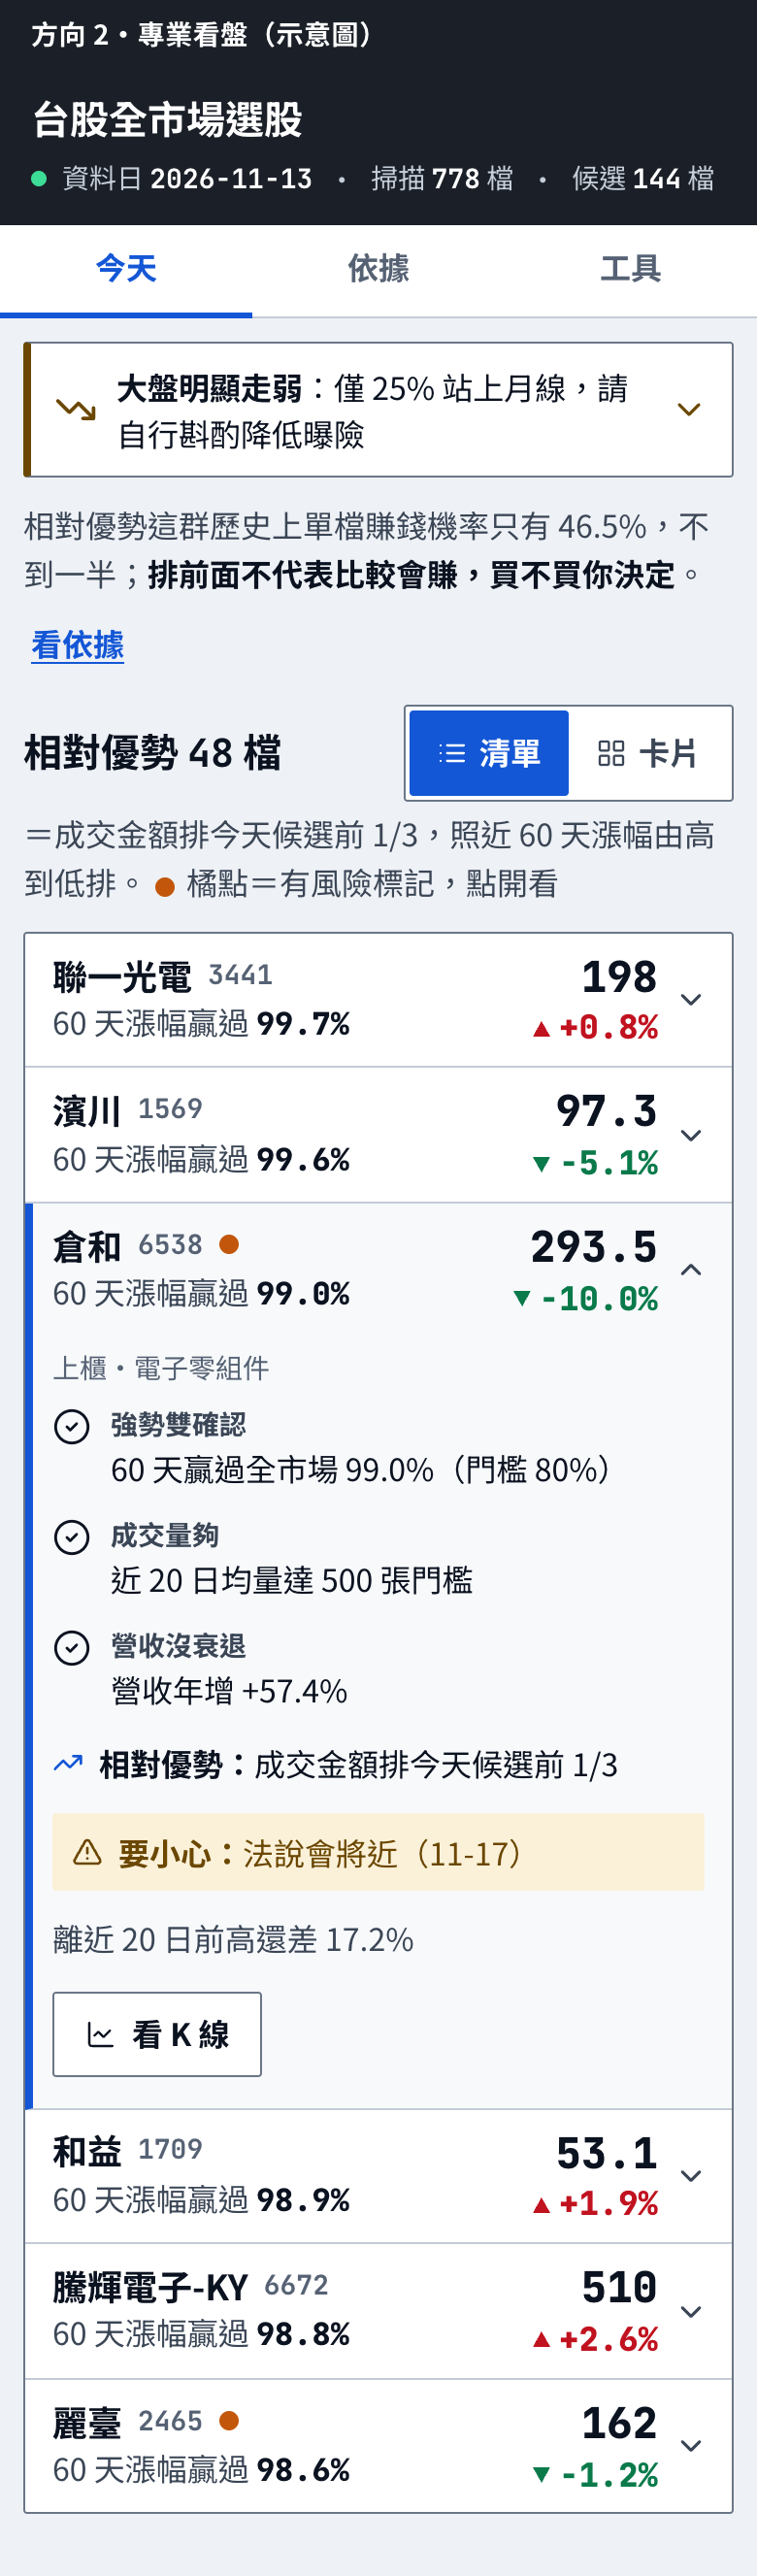 方向 2・專業看盤（示意圖）
台股全市場選股
資料日 2026-11-13 • 掃描 778 檔 • 候選 144 檔
今天 依據 工具
大盤明顯走弱：僅 25% 站上月線，請
自行斟酌降低曝險
相對優勢這群歷史上單檔賺錢機率只有 46.5%，不
到一半；排前面不代表比較會賺，買不買你決定。
看依據
相對優勢 48 檔 清單 卡片
＝成交金額排今天候選前 1/3，照近 60 天漲幅由高
到低排。 橘點＝有風險標記，點開看
聯一光電 3441 198
60 天漲幅贏過 99.7% ▲ +0.8%
濱川 1569 97.3
60 天漲幅贏過 99.6% ▼ -5.1%
倉和 6538 293.5
60 天漲幅贏過 99.0% ▼ -10.0%
上櫃・電子零組件
強勢雙確認
60 天贏過全市場 99.0%（門檻 80%）
成交量夠
近 20 日均量達 500 張門檻
營收沒衰退
營收年增 +57.4%
相對優勢：成交金額排今天候選前 1/3
要小心：法說會將近（11-17）
離近 20 日前高還差 17.2%
看 K 線
和益 1709 53.1
60 天漲幅贏過 98.9% ▲ +1.9%
騰輝電子-KY 6672 510
60 天漲幅贏過 98.8% ▲ +2.6%
麗臺 2465 162
60 天漲幅贏過 98.6% ▼ -1.2%